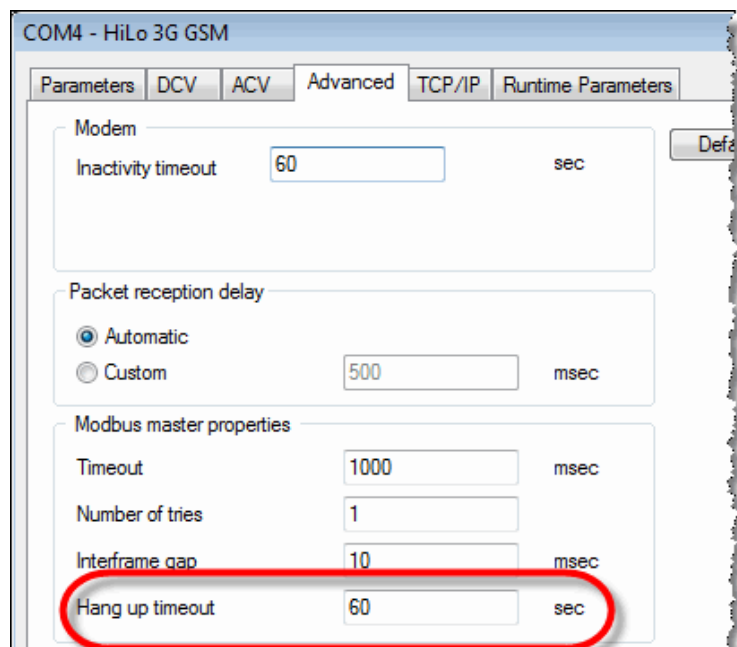 COM4 - HiLo 3G GSM
Parameters DCV ACV Advanced TCP/IP Runtime Parameters
Modem
Inactivity timeout 60 sec
Packet reception delay
Automatic
Custom 500 msec
Modbus master properties
Timeout 1000 msec
Number of tries 1
Interframe gap 10 msec
Hang up timeout 60 sec